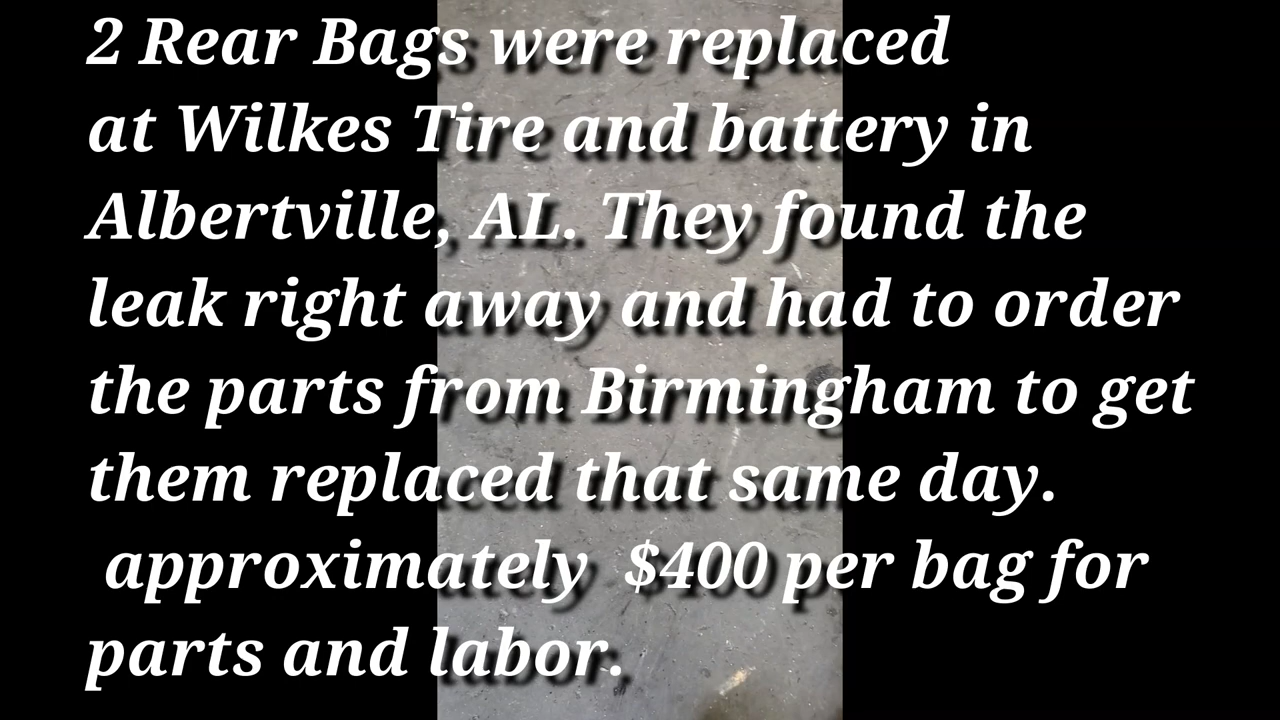 2 Rear Bags were replaced
at Wilkes Tire and battery in
Albertville, AL. They found the
leak right away and had to order
the parts from Birmingham to get
them replaced that same day.
approximately $400 per bag for
parts and labor.